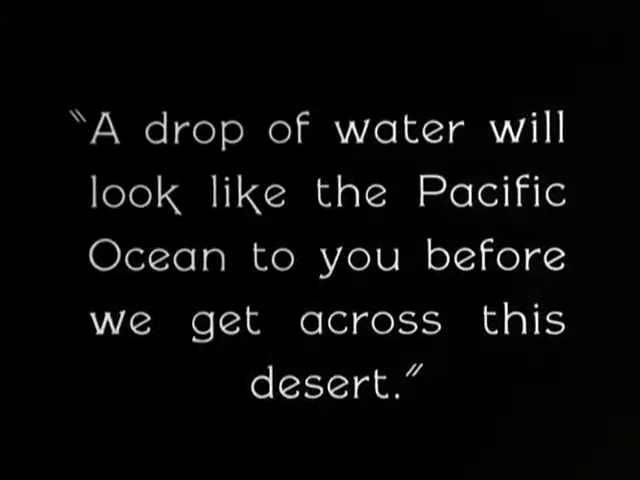 "A drop of water will
look like the Pacific
Ocean to you before
we get across this
desert."